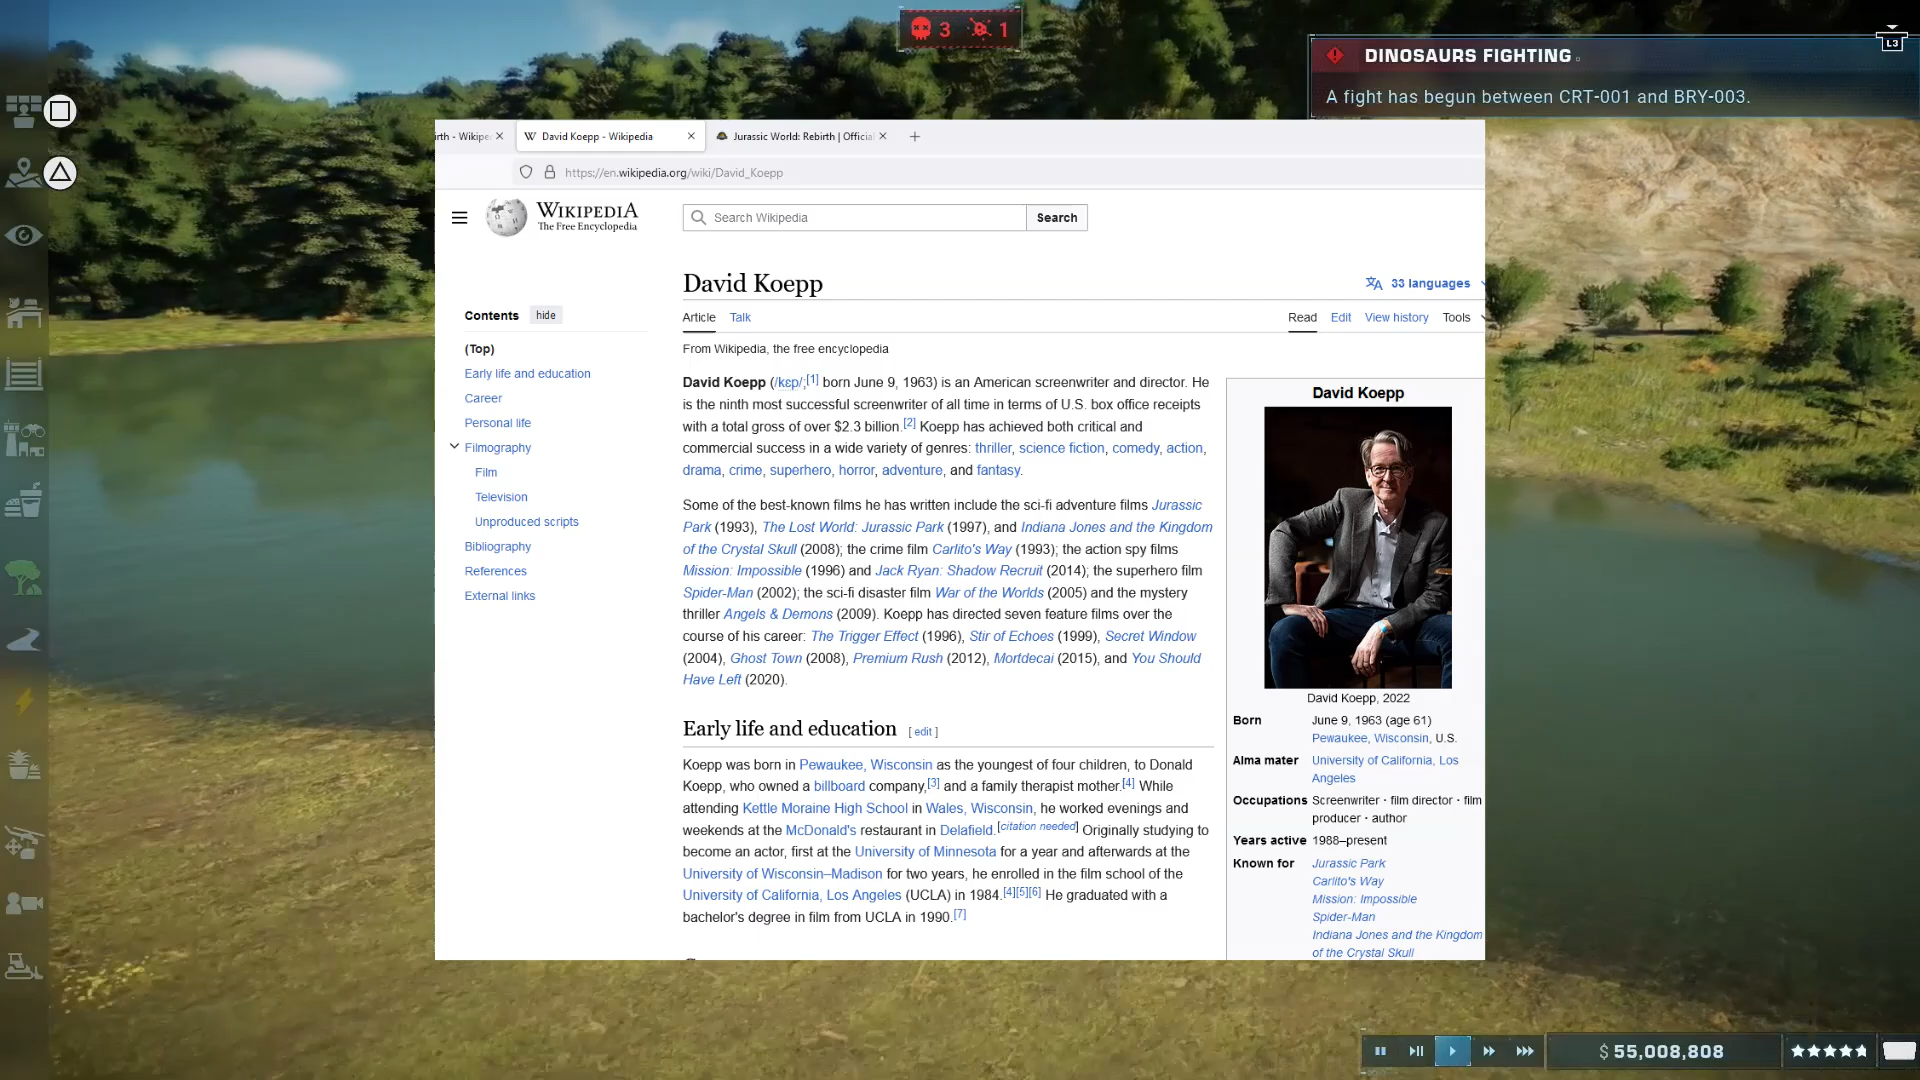 3 1
L3
DINOSAURS FIGHTING
A fight has begun between CRT-001 and BRY-003.
irth - Wikipe
David Koepp - Wikipedia
Jurassic World: Rebirth | Officia
https://en.wikipedia.org/wiki/David_Koepp
WIKIPEDIA
The Free Encyclopedia
Search Wikipedia
Search
David Koepp
33 languages
Contents hide
Article Talk
Read Edit View history Tools
(Top)
Early life and education
Career
Personal life
Filmography
Film
Television
Unproduced scripts
Bibliography
References
External links
From Wikipedia, the free encyclopedia
David Koepp (/kɛp/;[1] born June 9, 1963) is an American screenwriter and director. He
is the ninth most successful screenwriter of all time in terms of U.S. box office receipts
with a total gross of over $2.3 billion.[2] Koepp has achieved both critical and
commercial success in a wide variety of genres: thriller, science fiction, comedy, action,
drama, crime, superhero, horror, adventure, and fantasy.
Some of the best-known films he has written include the sci-fi adventure films Jurassic
Park (1993), The Lost World: Jurassic Park (1997), and Indiana Jones and the Kingdom
of the Crystal Skull (2008); the crime film Carlito's Way (1993); the action spy films
Mission: Impossible (1996) and Jack Ryan: Shadow Recruit (2014); the superhero film
Spider-Man (2002); the sci-fi disaster film War of the Worlds (2005) and the mystery
thriller Angels & Demons (2009). Koepp has directed seven feature films over the
course of his career: The Trigger Effect (1996), Stir of Echoes (1999), Secret Window
(2004), Ghost Town (2008), Premium Rush (2012), Mortdecai (2015), and You Should
Have Left (2020).
Early life and education [ edit ]
Koepp was born in Pewaukee, Wisconsin as the youngest of four children, to Donald
Koepp, who owned a billboard company,[3] and a family therapist mother.[4] While
attending Kettle Moraine High School in Wales, Wisconsin, he worked evenings and
weekends at the McDonald's restaurant in Delafield.[citation needed] Originally studying to
become an actor, first at the University of Minnesota for a year and afterwards at the
University of Wisconsin–Madison for two years, he enrolled in the film school of the
University of California, Los Angeles (UCLA) in 1984.[4][5][6] He graduated with a
bachelor's degree in film from UCLA in 1990.[7]
David Koepp
David Koepp, 2022
Born June 9, 1963 (age 61)
Pewaukee, Wisconsin, U.S.
Alma mater University of California, Los
Angeles
Occupations Screenwriter · film director · film
producer · author
Years active 1988–present
Known for Jurassic Park
Carlito's Way
Mission: Impossible
Spider-Man
Indiana Jones and the Kingdom
of the Crystal Skull
$ 55,008,808